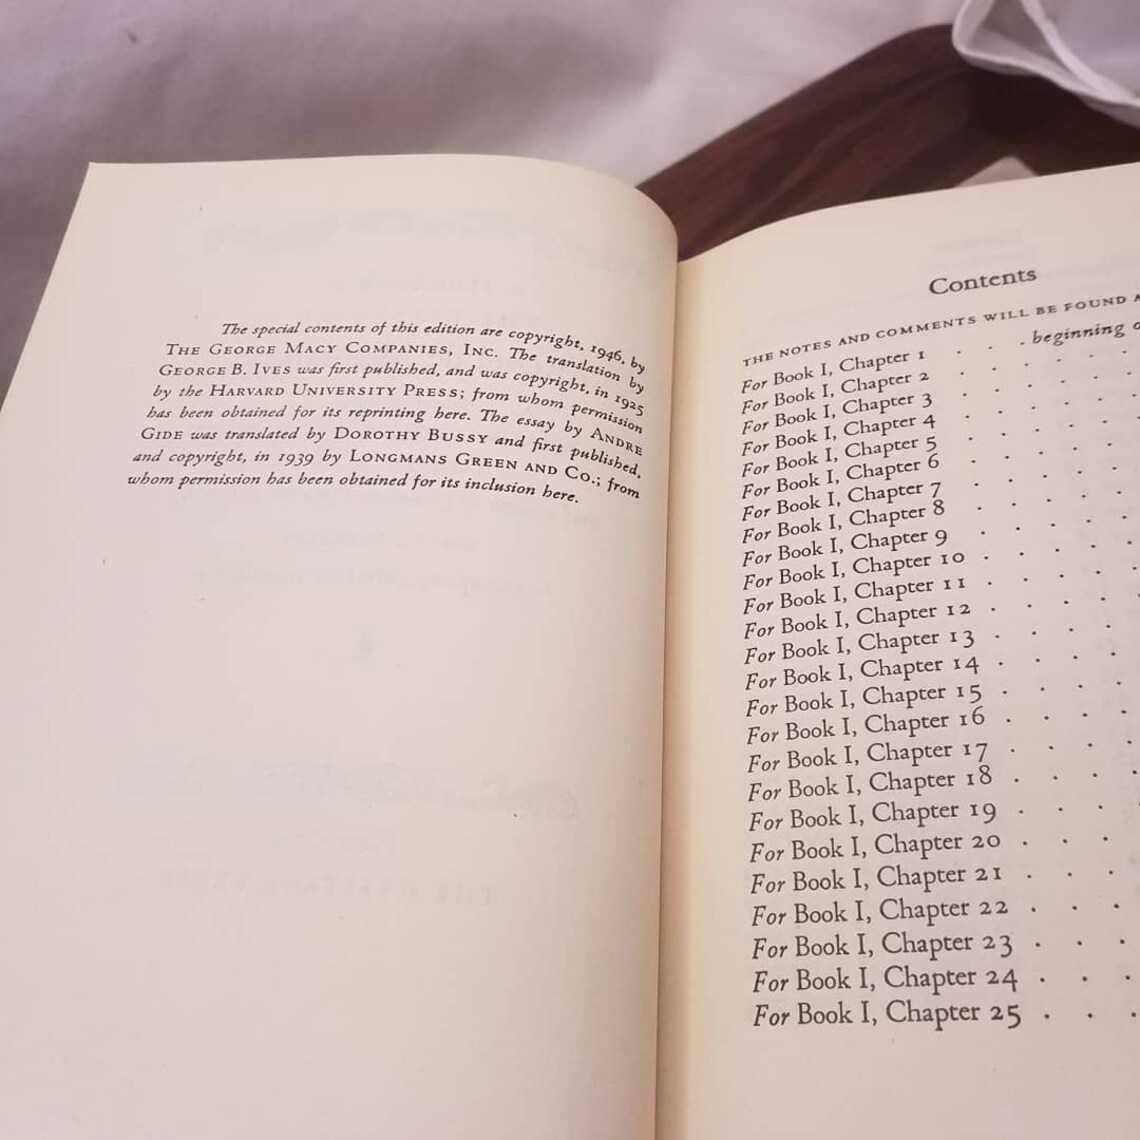 The special contents of this edition are copyright, 1946, by
THE GEORGE MACY COMPANIES, INC. The translation by
GEORGE B. IVES was first published, and was copyright, in 1925
by the HARVARD UNIVERSITY PRESS; from whom permission
has been obtained for its reprinting here. The essay by ANDRE
GIDE was translated by DOROTHY BUSSY and first published,
and copyright, in 1939 by LONGMANS GREEN AND CO.; from
whom permission has been obtained for its inclusion here.
Contents
THE NOTES AND COMMENTS WILL BE FOUND
For Book I, Chapter 1 . . . beginning
For Book I, Chapter 2
For Book I, Chapter 3
For Book I, Chapter 4
For Book I, Chapter 5
For Book I, Chapter 6
For Book I, Chapter 7
For Book I, Chapter 8
For Book I, Chapter 9
For Book I, Chapter 10
For Book I, Chapter 11
For Book I, Chapter 12
For Book I, Chapter 13
For Book I, Chapter 14
For Book I, Chapter 15
For Book I, Chapter 16
For Book I, Chapter 17
For Book I, Chapter 18
For Book I, Chapter 19
For Book I, Chapter 20
For Book I, Chapter 21
For Book I, Chapter 22
For Book I, Chapter 23
For Book I, Chapter 24
For Book I, Chapter 25